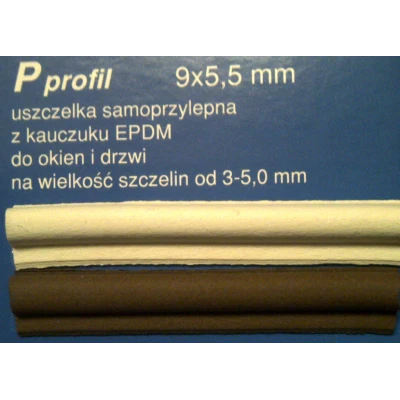 P profil 9x5,5 mm
uszczelka samoprzylepna
z kauczuku EPDM
do okien i drzwi
na wielkość szczelin od 3-5,0 mm